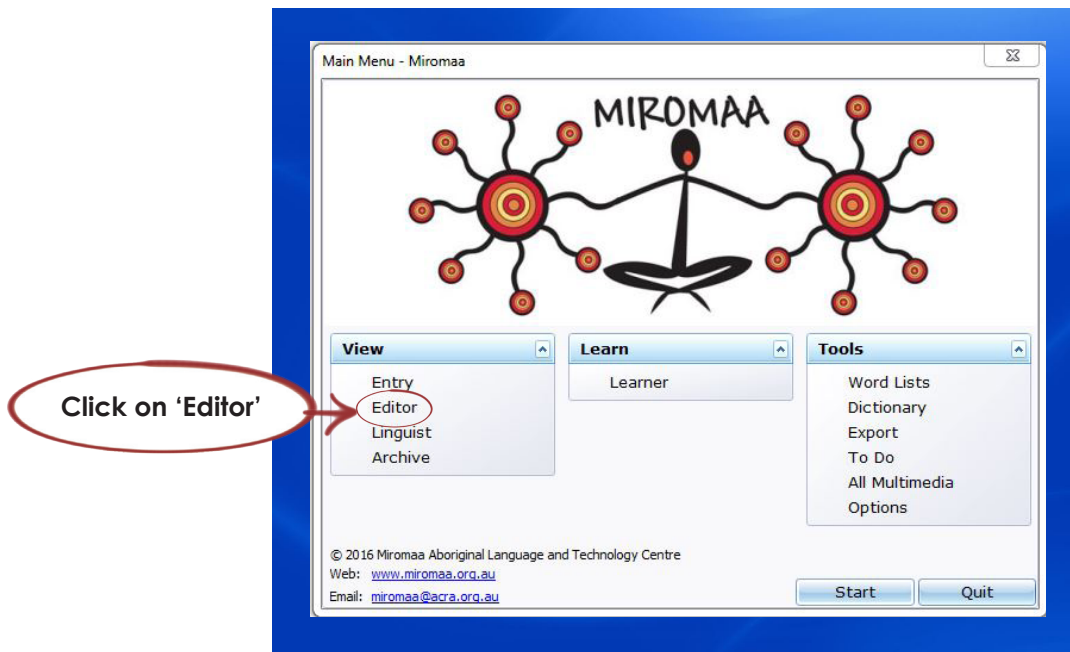 Main Menu - Miromaa
MIROMAA
View
Entry
Editor
Linguist
Archive
Click on ‘Editor’
Learn
Learner
Tools
Word Lists
Dictionary
Export
To Do
All Multimedia
Options
© 2016 Miromaa Aboriginal Language and Technology Centre
Web: www.miromaa.org.au
Email: miromaa@acra.org.au
Start
Quit